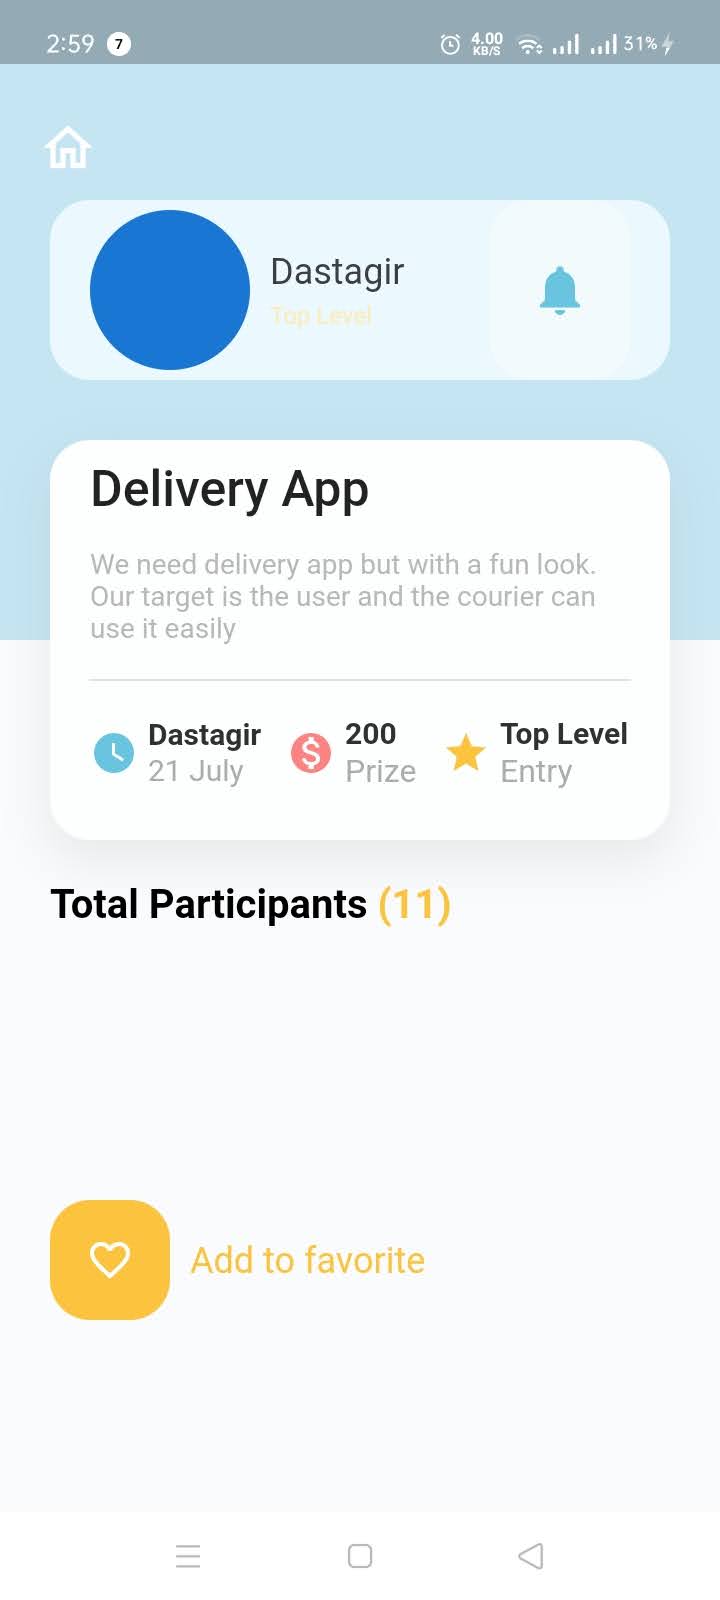 2:59 7 4.00 KB/S 31%
Dastagir
Top Level
Delivery App
We need delivery app but with a fun look.
Our target is the user and the courier can
use it easily
Dastagir 200 Top Level
21 July Prize Entry
Total Participants (11)
Add to favorite